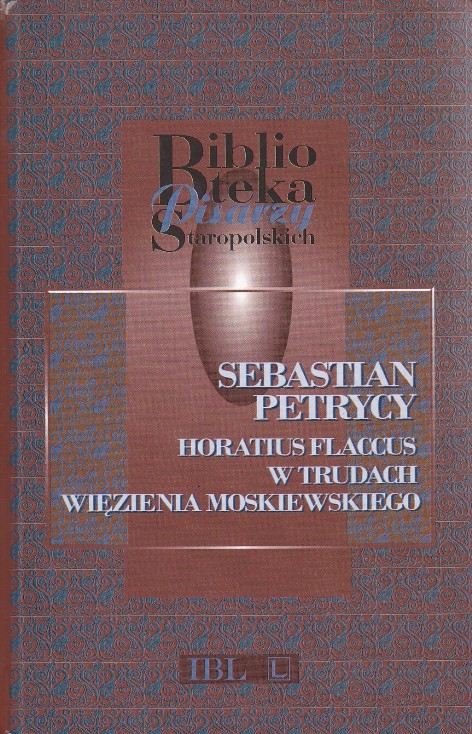 Biblio
teka
Pisarzy
Staropolskich
SEBASTIAN
PETRYCY
HORATIUS FLACCUS
W TRUDACH
WIĘZIENIA MOSKIEWSKIEGO
IBL L